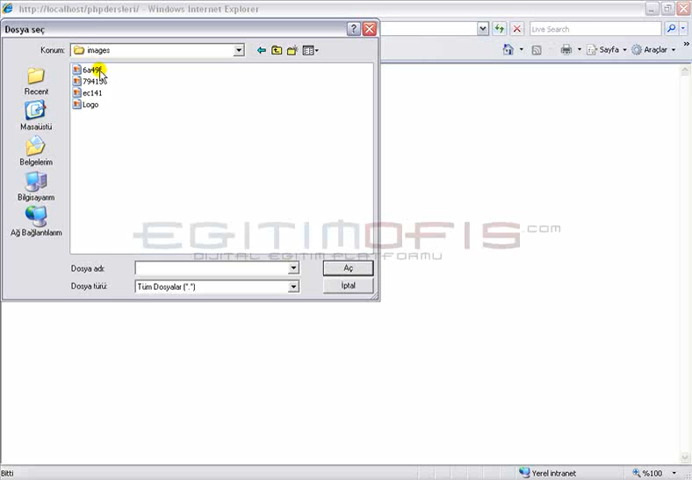 http://localhost/phpdersleri/ - Windows Internet Explorer
Live Search
Dosya seç
Konum: images
Sayfa
Araçlar
Recent
Masaüstü
Belgelerim
Bilgisayarım
Ağ Bağlantılarım
ec141
Logo
EGITIMOFIS.com
DIJITAL EGITIM PLATFORMU
Dosya adı:
Aç
Dosya türü: Tüm Dosyalar (*.*)
İptal
Bitti
Yerel intranet
%100